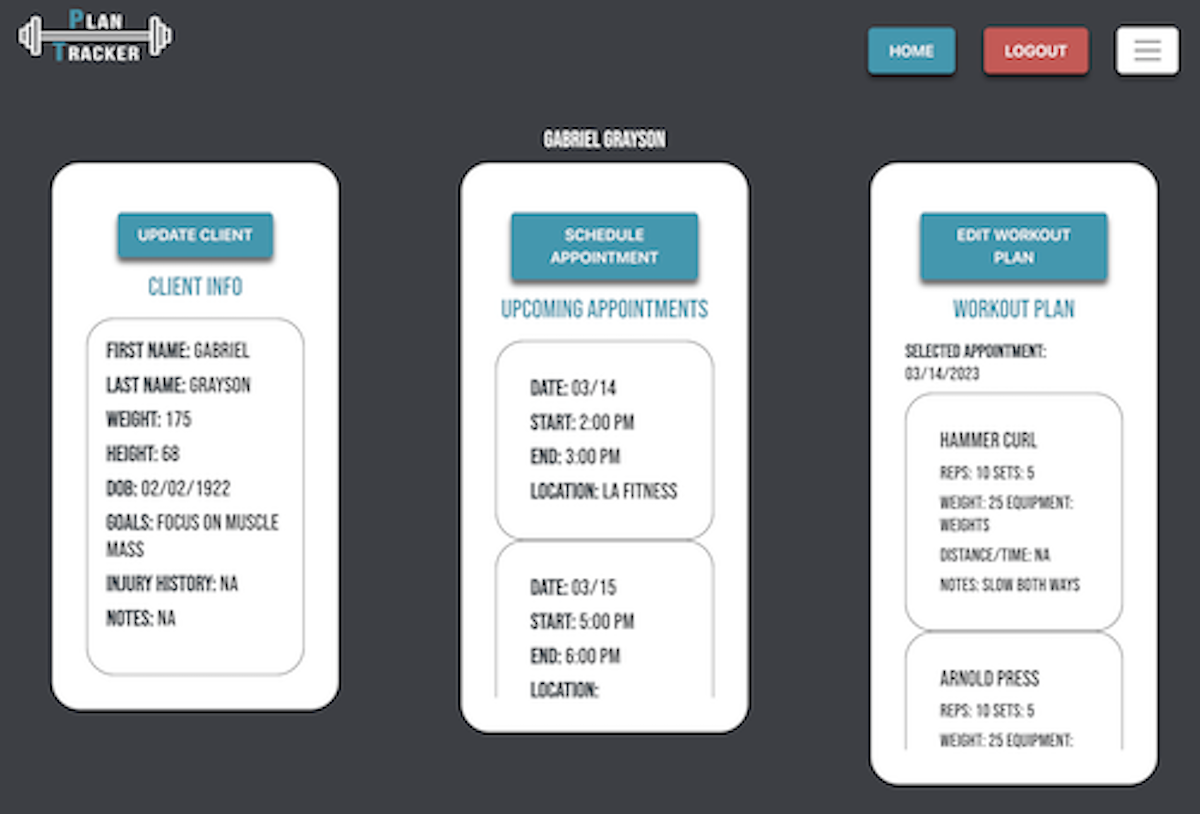 PLAN
TRACKER
HOME
LOGOUT
GABRIEL GRAYSON
UPDATE CLIENT
CLIENT INFO
FIRST NAME: GABRIEL
LAST NAME: GRAYSON
WEIGHT: 175
HEIGHT: 68
DOB: 02/02/1922
GOALS: FOCUS ON MUSCLE
MASS
INJURY HISTORY: NA
NOTES: NA
SCHEDULE
APPOINTMENT
UPCOMING APPOINTMENTS
DATE: 03/14
START: 2:00 PM
END: 3:00 PM
LOCATION: LA FITNESS
DATE: 03/15
START: 5:00 PM
END: 6:00 PM
LOCATION:
EDIT WORKOUT
PLAN
WORKOUT PLAN
SELECTED APPOINTMENT:
03/14/2023
HAMMER CURL
REPS: 10 SETS: 5
WEIGHT: 25 EQUIPMENT:
WEIGHTS
DISTANCE/TIME: NA
NOTES: SLOW BOTH WAYS
ARNOLD PRESS
REPS: 10 SETS: 5
WEIGHT: 25 EQUIPMENT: